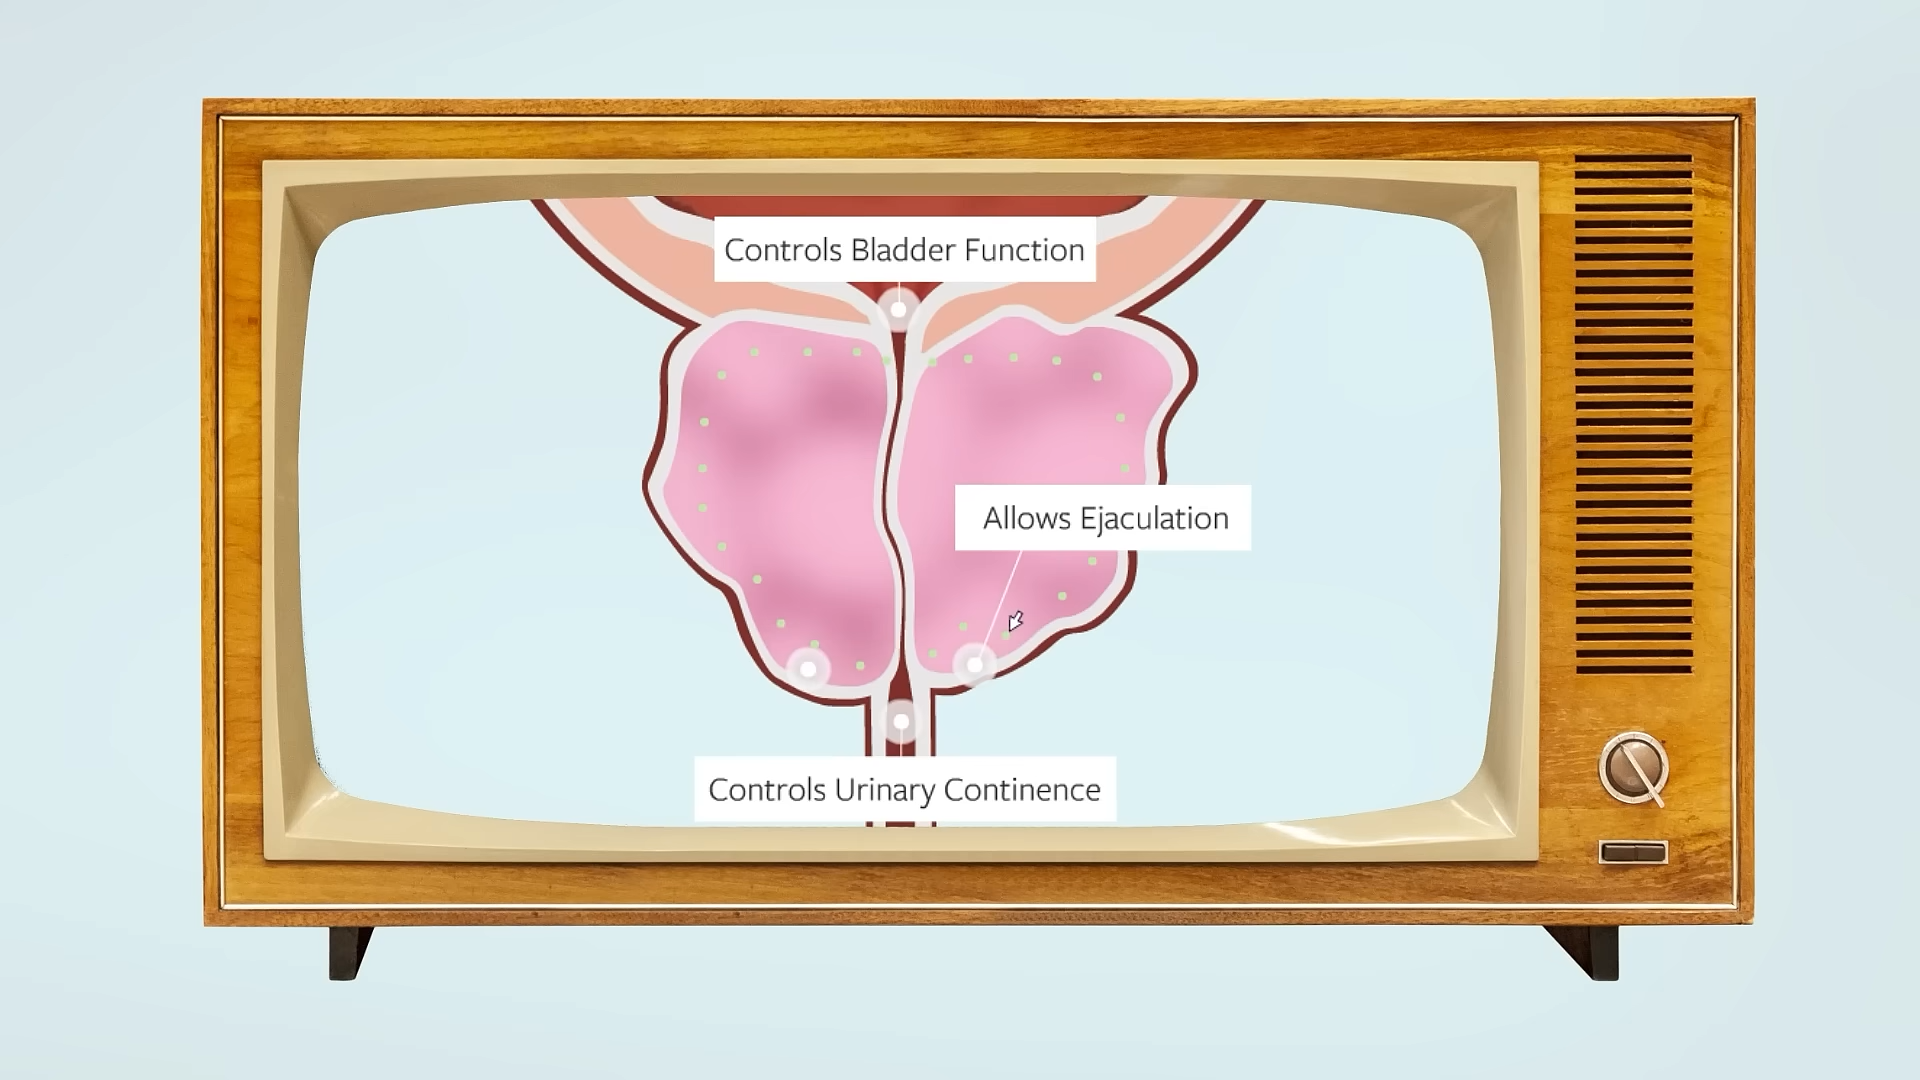 Controls Bladder Function
Allows Ejaculation
Controls Urinary Continence